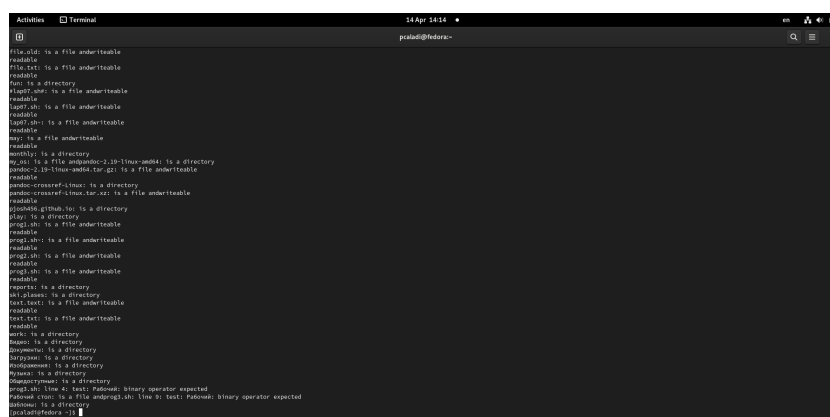 Activities Terminal 14 Apr 14:14 en
pcaladi@fedora:~
file.old: is a file andwriteable
readable
file.txt: is a file andwriteable
readable
fun: is a directory
#lap07.sh#: is a file andwriteable
readable
lap07.sh: is a file andwriteable
readable
lap07.sh~: is a file andwriteable
readable
may: is a file andwriteable
readable
monthly: is a directory
my_os: is a file andpandoc-2.19-linux-amd64: is a directory
pandoc-2.19-linux-amd64.tar.gz: is a file andwriteable
readable
pandoc-crossref-Linux: is a directory
pandoc-crossref-Linux.tar.xz: is a file andwriteable
readable
pjosh456.github.io: is a directory
play: is a directory
prog1.sh: is a file andwriteable
readable
prog1.sh~: is a file andwriteable
readable
prog2.sh: is a file andwriteable
readable
prog3.sh: is a file andwriteable
readable
reports: is a directory
ski.plases: is a directory
text.text: is a file andwriteable
readable
text.txt: is a file andwriteable
readable
work: is a directory
Видео: is a directory
Документы: is a directory
Загрузки: is a directory
Изображения: is a directory
Музыка: is a directory
Общедоступные: is a directory
prog3.sh: line 4: test: Рабочий: binary operator expected
Рабочий стол: is a file andprog3.sh: line 9: test: Рабочий: binary operator expected
Шаблоны: is a directory
[pcaladi@fedora ~]$